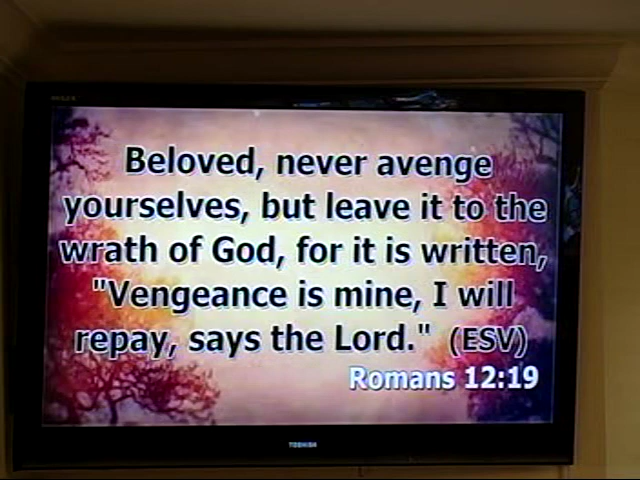 Beloved, never avenge
yourselves, but leave it to the
wrath of God, for it is written,
"Vengeance is mine, I will
repay, says the Lord." (ESV)
Romans 12:19
TOSHIBA